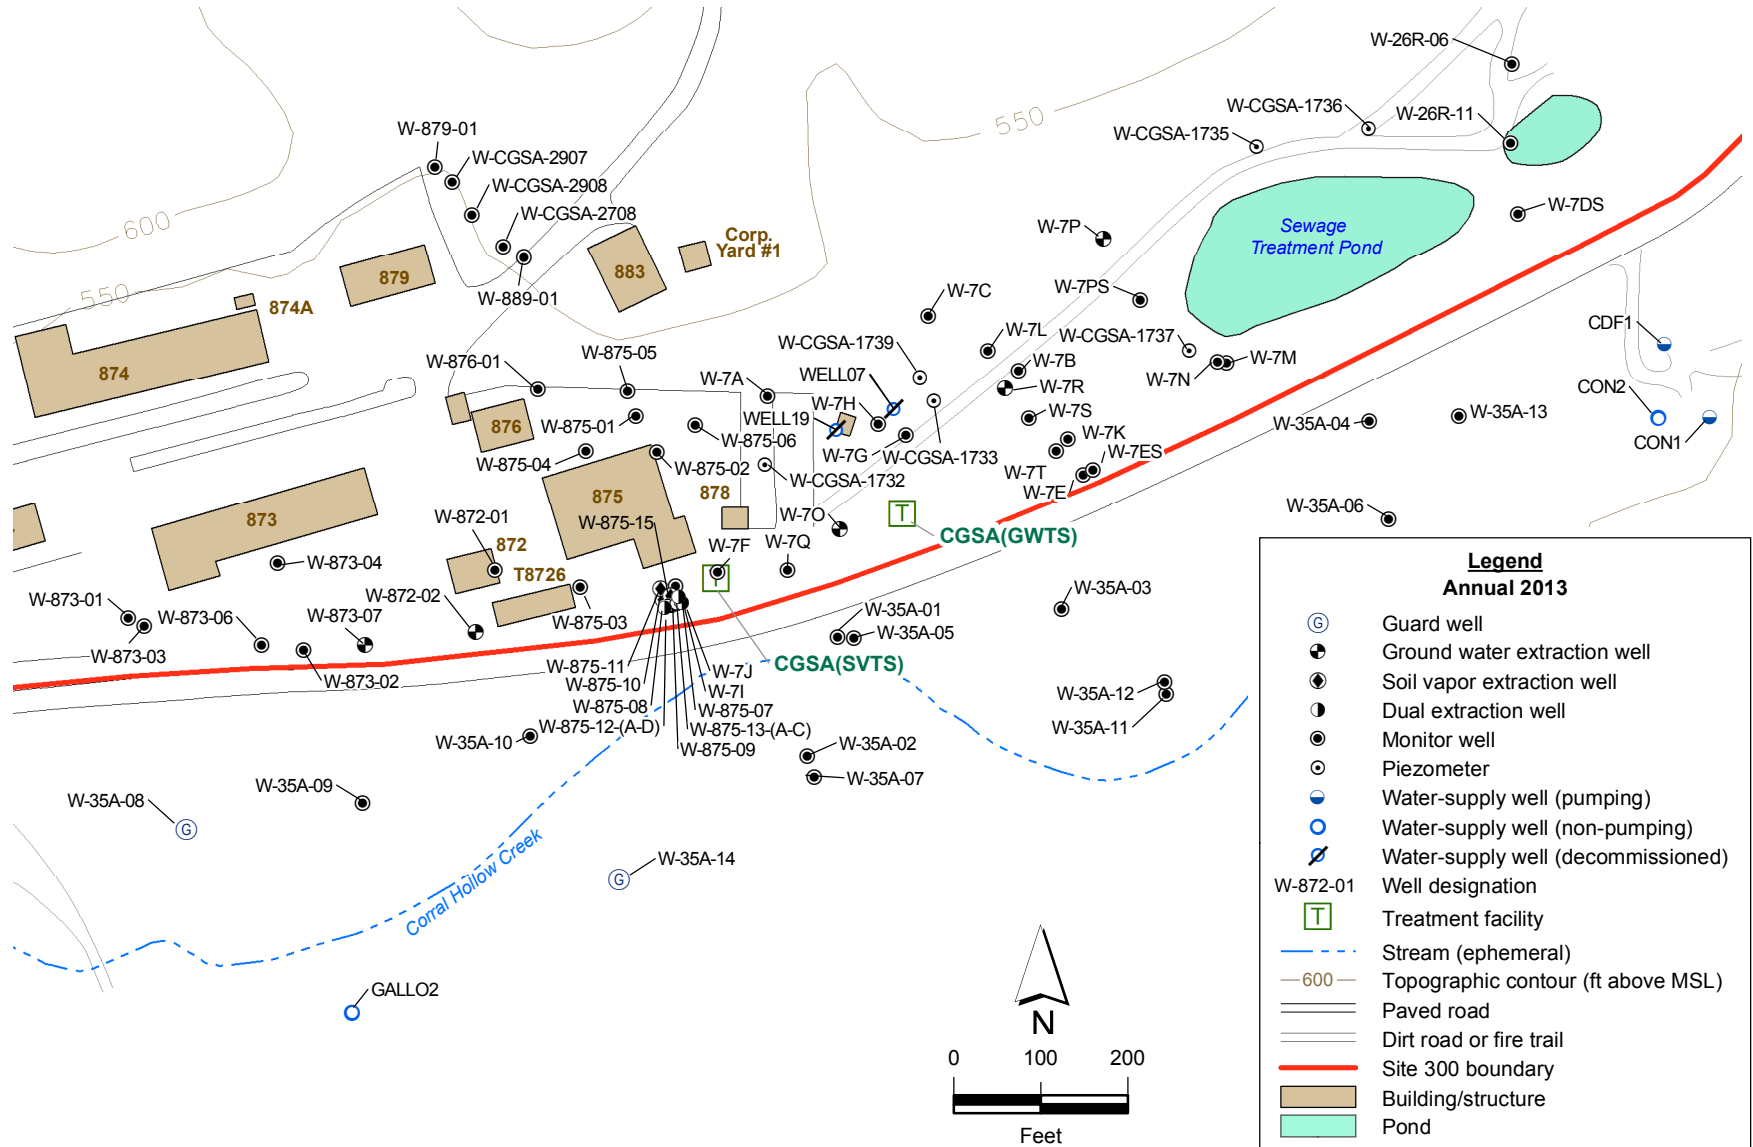 W-26R-06
W-CGSA-1736
W-26R-11
W-CGSA-1735
550
W-879-01
W-CGSA-2907
W-CGSA-2908
W-CGSA-2708
W-7DS
600
W-7P
Sewage
Treatment Pond
Corp.
Yard #1
879
883
550
874A
W-889-01
W-7PS
W-7C
CDF1
W-7L
W-CGSA-1737
W-CGSA-1739
W-875-05
W-876-01
W-7B
W-7M
874
W-7A
WELL07
W-7N
W-7R
CON2
W-7H
WELL19
W-7S
W-35A-04
W-35A-13
876
W-875-01
W-875-06
W-7K
CON1
W-7G
W-CGSA-1733
W-7ES
W-875-04
W-875-02
W-7T
W-CGSA-1732
W-7E
875
878
W-35A-06
W-7O
873
W-872-01
W-875-15
CGSA(GWTS)
W-7F
W-7Q
872
W-873-04
T8726
W-35A-03
W-872-02
W-873-01
W-873-06
W-873-07
W-35A-01
W-875-03
W-35A-05
W-873-03
W-873-02
W-875-11
W-7J
CGSA(SVTS)
W-875-10
W-7I
W-35A-12
W-875-08
W-875-07
W-875-12-(A-D)
W-875-13-(A-C)
W-35A-11
W-35A-10
W-875-09
W-35A-02
W-35A-07
W-35A-09
W-35A-08
G
W-35A-14
G
Corral Hollow Creek
GALLO2
N
0 100 200
Feet
T
T
Legend
Annual 2013
G Guard well
Ground water extraction well
Soil vapor extraction well
Dual extraction well
Monitor well
Piezometer
Water-supply well (pumping)
Water-supply well (non-pumping)
Water-supply well (decommissioned)
W-872-01 Well designation
T Treatment facility
Stream (ephemeral)
600 Topographic contour (ft above MSL)
Paved road
Dirt road or fire trail
Site 300 boundary
Building/structure
Pond